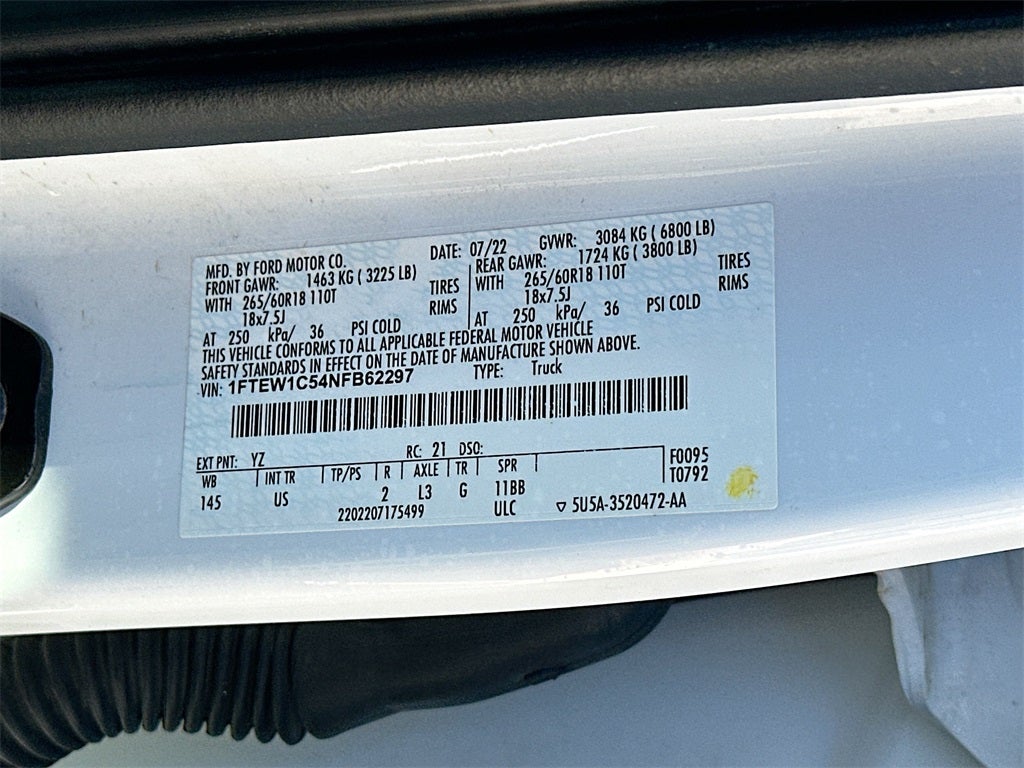 MFD. BY FORD MOTOR CO. DATE: 07/22 GVWR: 3084 KG ( 6800 LB)
FRONT GAWR: 1463 KG ( 3225 LB) REAR GAWR: 1724 KG ( 3800 LB)
WITH 265/60R18 110T TIRES WITH 265/60R18 110T TIRES
18x7.5J RIMS 18x7.5J RIMS
AT 250 kPa/ 36 PSI COLD AT 250 kPa/ 36 PSI COLD
THIS VEHICLE CONFORMS TO ALL APPLICABLE FEDERAL MOTOR VEHICLE
SAFETY STANDARDS IN EFFECT ON THE DATE OF MANUFACTURE SHOWN ABOVE.
VIN: 1FTEW1C54NFB62297 TYPE: Truck
EXT PNT: YZ RC: 21 DSO: F0095
WB INT TR TP/PS R AXLE TR SPR T0792
145 US 2 L3 G 11BB
2202207175499 ULC ▽ 5U5A-3520472-AA